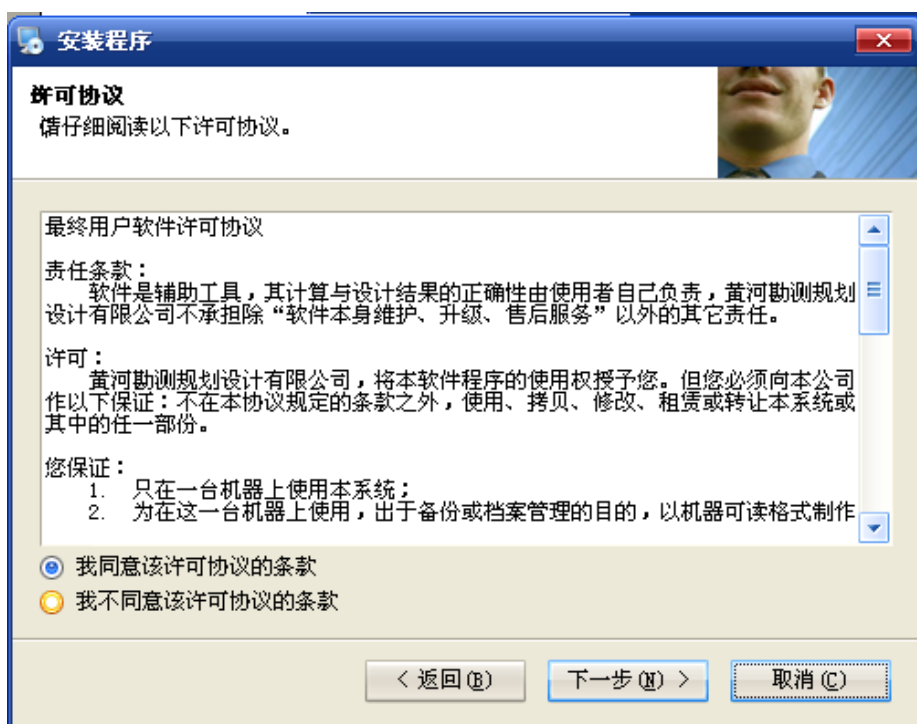 安装程序
许可协议
请仔细阅读以下许可协议。
最终用户软件许可协议
责任条款：
软件是辅助工具，其计算与设计结果的正确性由使用者自己负责，黄河勘测规划
设计有限公司不承担除“软件本身维护、升级、售后服务”以外的其它责任。
许可：
黄河勘测规划设计有限公司，将本软件程序的使用权授予您。但您必须向本公司
作以下保证：不在本协议规定的条款之外，使用、拷贝、修改、租赁或转让本系统或
其中的任一部份。
您保证：
1. 只在一台机器上使用本系统；
2. 为在这一台机器上使用，出于备份或档案管理的目的，以机器可读格式制作
我同意该许可协议的条款
我不同意该许可协议的条款
< 返回(B)
下一步(N) >
取消(C)